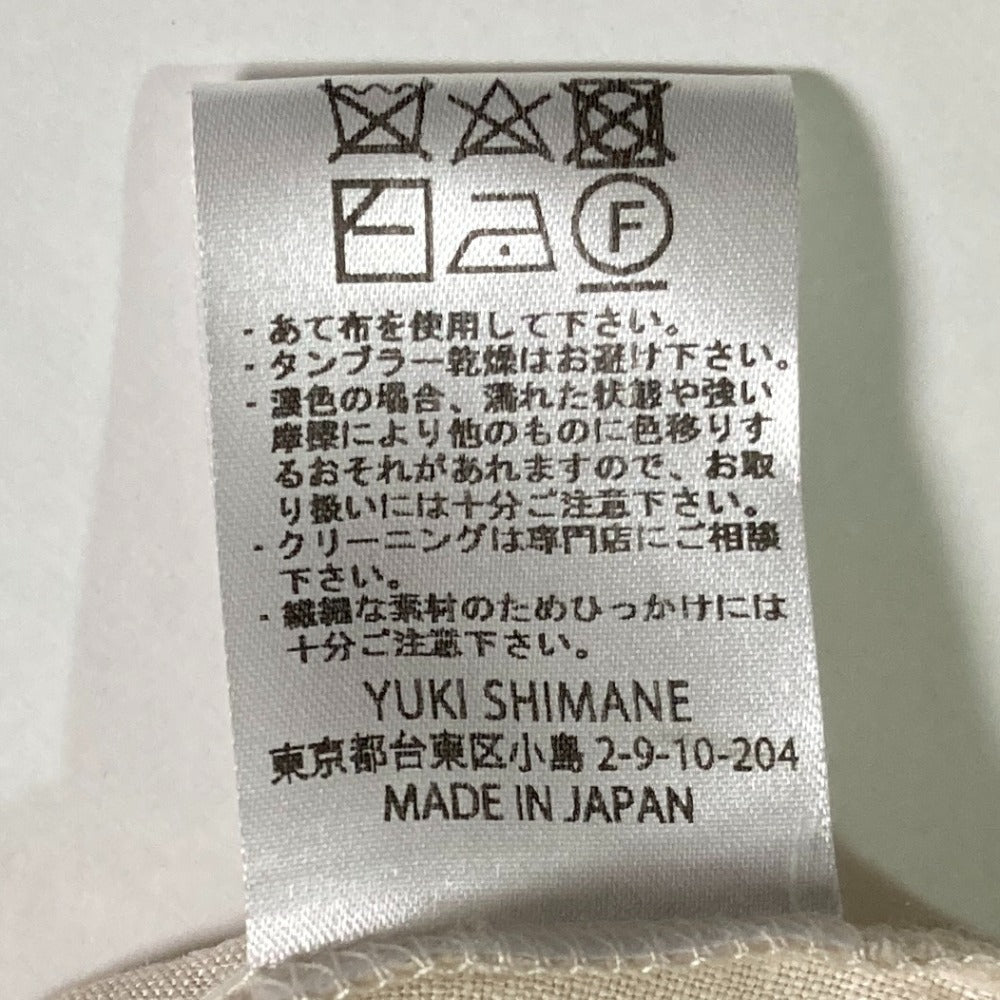 F
- あて布を使用して下さい。
- タンブラー乾燥はお避け下さい。
- 濃色の場合、濡れた状態や強い
摩擦により他のものに色移りす
るおそれがあれますので、お取
り扱いには十分ご注意下さい。
- クリーニングは専門店にご相談
下さい。
- 繊細な素材のためひっかけには
十分ご注意下さい。
YUKI SHIMANE
東京都台東区小島 2-9-10-204
MADE IN JAPAN